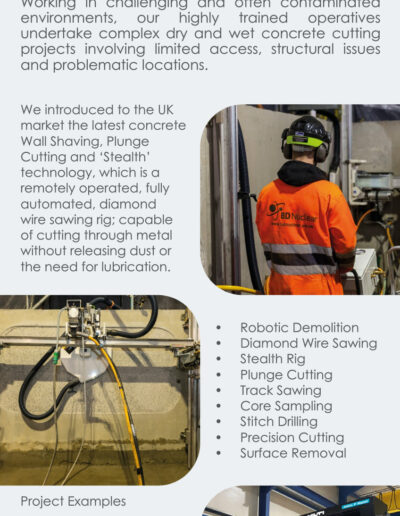 Working in challenging and often contaminated
environments, our highly trained operatives
undertake complex dry and wet concrete cutting
projects involving limited access, structural issues
and problematic locations.
We introduced to the UK
market the latest concrete
Wall Shaving, Plunge
Cutting and ‘Stealth’
technology, which is a
remotely operated, fully
automated, diamond
wire sawing rig; capable
of cutting through metal
without releasing dust or
the need for lubrication.
BD Nuclear
• Robotic Demolition
• Diamond Wire Sawing
• Stealth Rig
• Plunge Cutting
• Track Sawing
• Core Sampling
• Stitch Drilling
• Precision Cutting
• Surface Removal
Project Examples